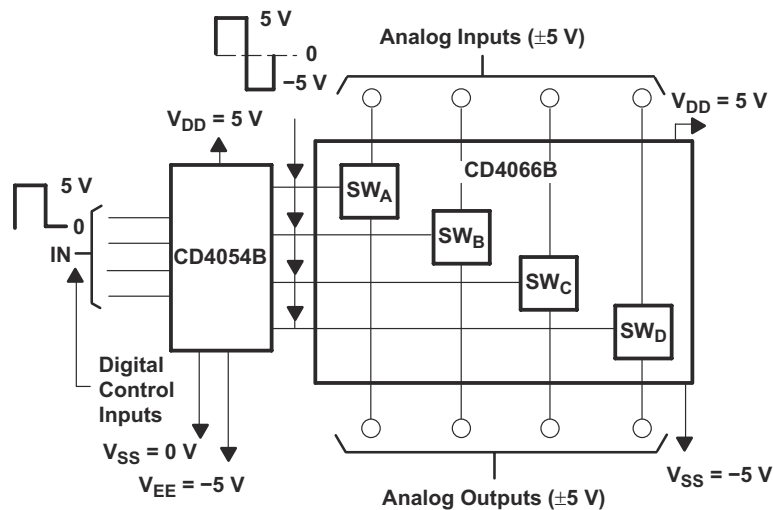 5 V
0
−5 V
Analog Inputs (±5 V)
V_DD = 5 V
V_DD = 5 V
CD4066B
5 V
0
IN
CD4054B
SW_A
SW_B
SW_C
SW_D
Digital
Control
Inputs
V_SS = 0 V
V_EE = −5 V
V_SS = −5 V
Analog Outputs (±5 V)